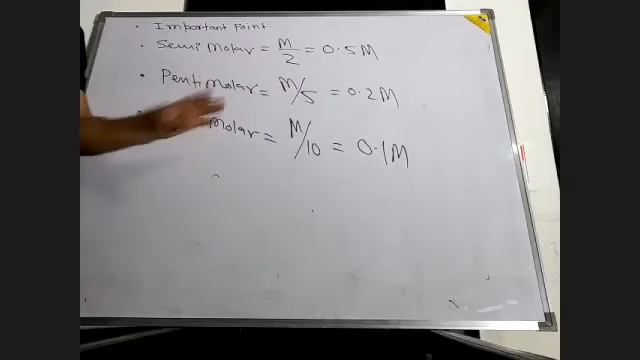 • Important Point
• Semi Molar = M/2 = 0.5M
• Pentimolar = M/5 = 0.2M
molar = M/10 = 0.1M